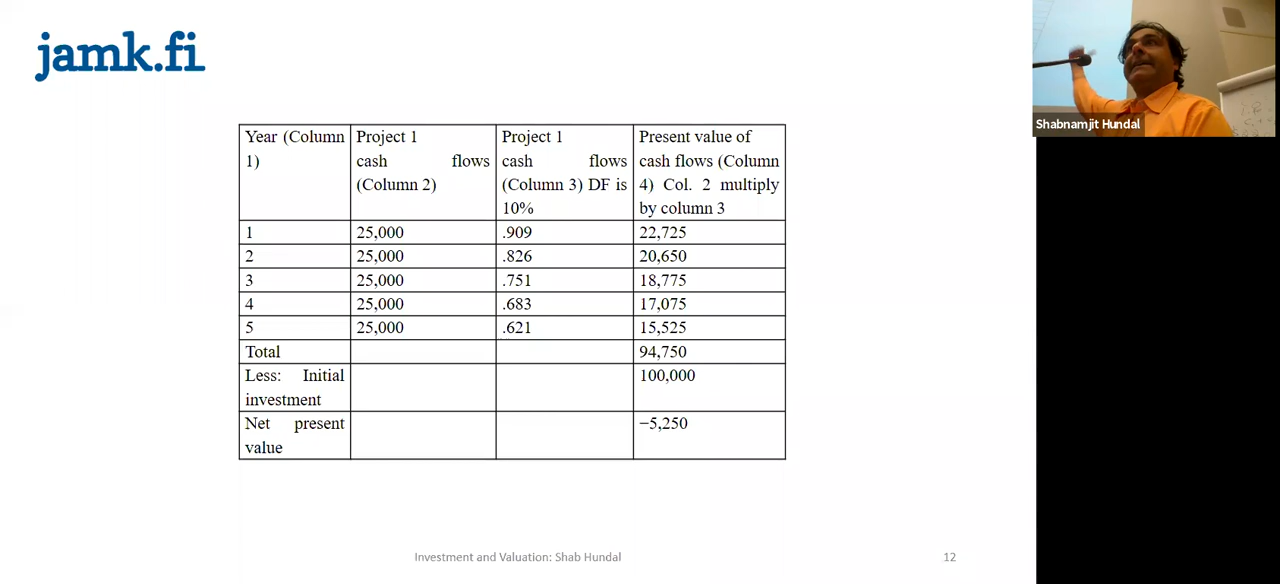 jamk.fi
Shabnamjit Hundal
Year (Column Project 1 Project 1 Present value of
1) cash flows cash flows cash flows (Column
(Column 2) (Column 3) DF is 4) Col. 2 multiply
10% by column 3
1 25,000 .909 22,725
2 25,000 .826 20,650
3 25,000 .751 18,775
4 25,000 .683 17,075
5 25,000 .621 15,525
Total 94,750
Less: Initial 100,000
investment
Net present −5,250
value
Investment and Valuation: Shab Hundal 12